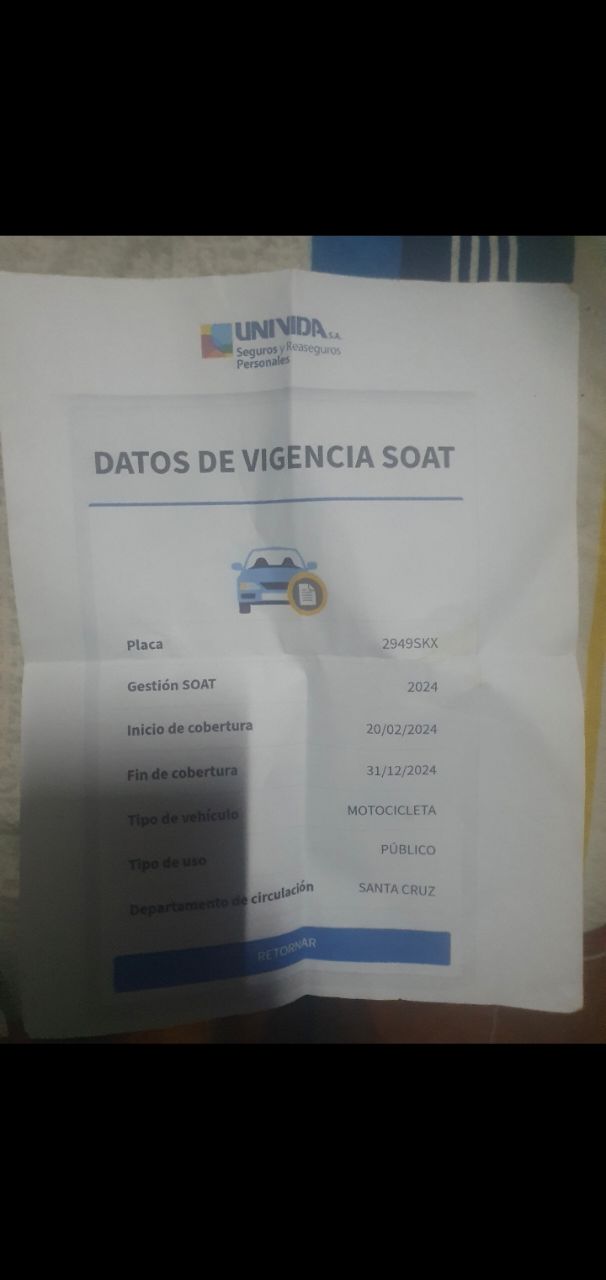 UNIVIDA S.A.
Seguros y Reaseguros
Personales
DATOS DE VIGENCIA SOAT
Placa 2949SKX
Gestión SOAT 2024
Inicio de cobertura 20/02/2024
Fin de cobertura 31/12/2024
Tipo de vehículo MOTOCICLETA
Tipo de uso PÚBLICO
Departamento de circulación SANTA CRUZ
RETORNAR